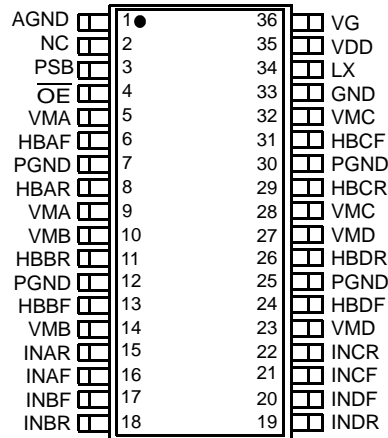 AGND 1 36 VG
NC 2 35 VDD
PSB 3 34 LX
OE 4 33 GND
VMA 5 32 VMC
HBAF 6 31 HBCF
PGND 7 30 PGND
HBAR 8 29 HBCR
VMA 9 28 VMC
VMB 10 27 VMD
HBBR 11 26 HBDR
PGND 12 25 PGND
HBBF 13 24 HBDF
VMB 14 23 VMD
INAR 15 22 INCR
INAF 16 21 INCF
INBF 17 20 INDF
INBR 18 19 INDR